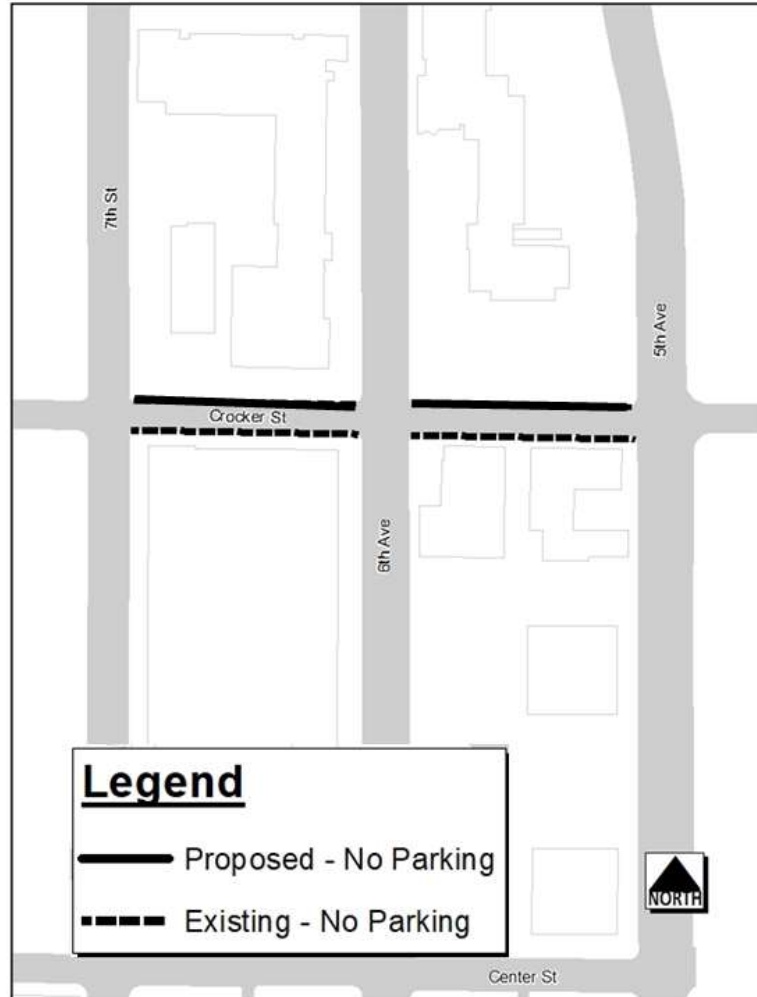 7th St
5th Ave
Crocker St
6th Ave
Legend
Proposed - No Parking
Existing - No Parking
NORTH
Center St